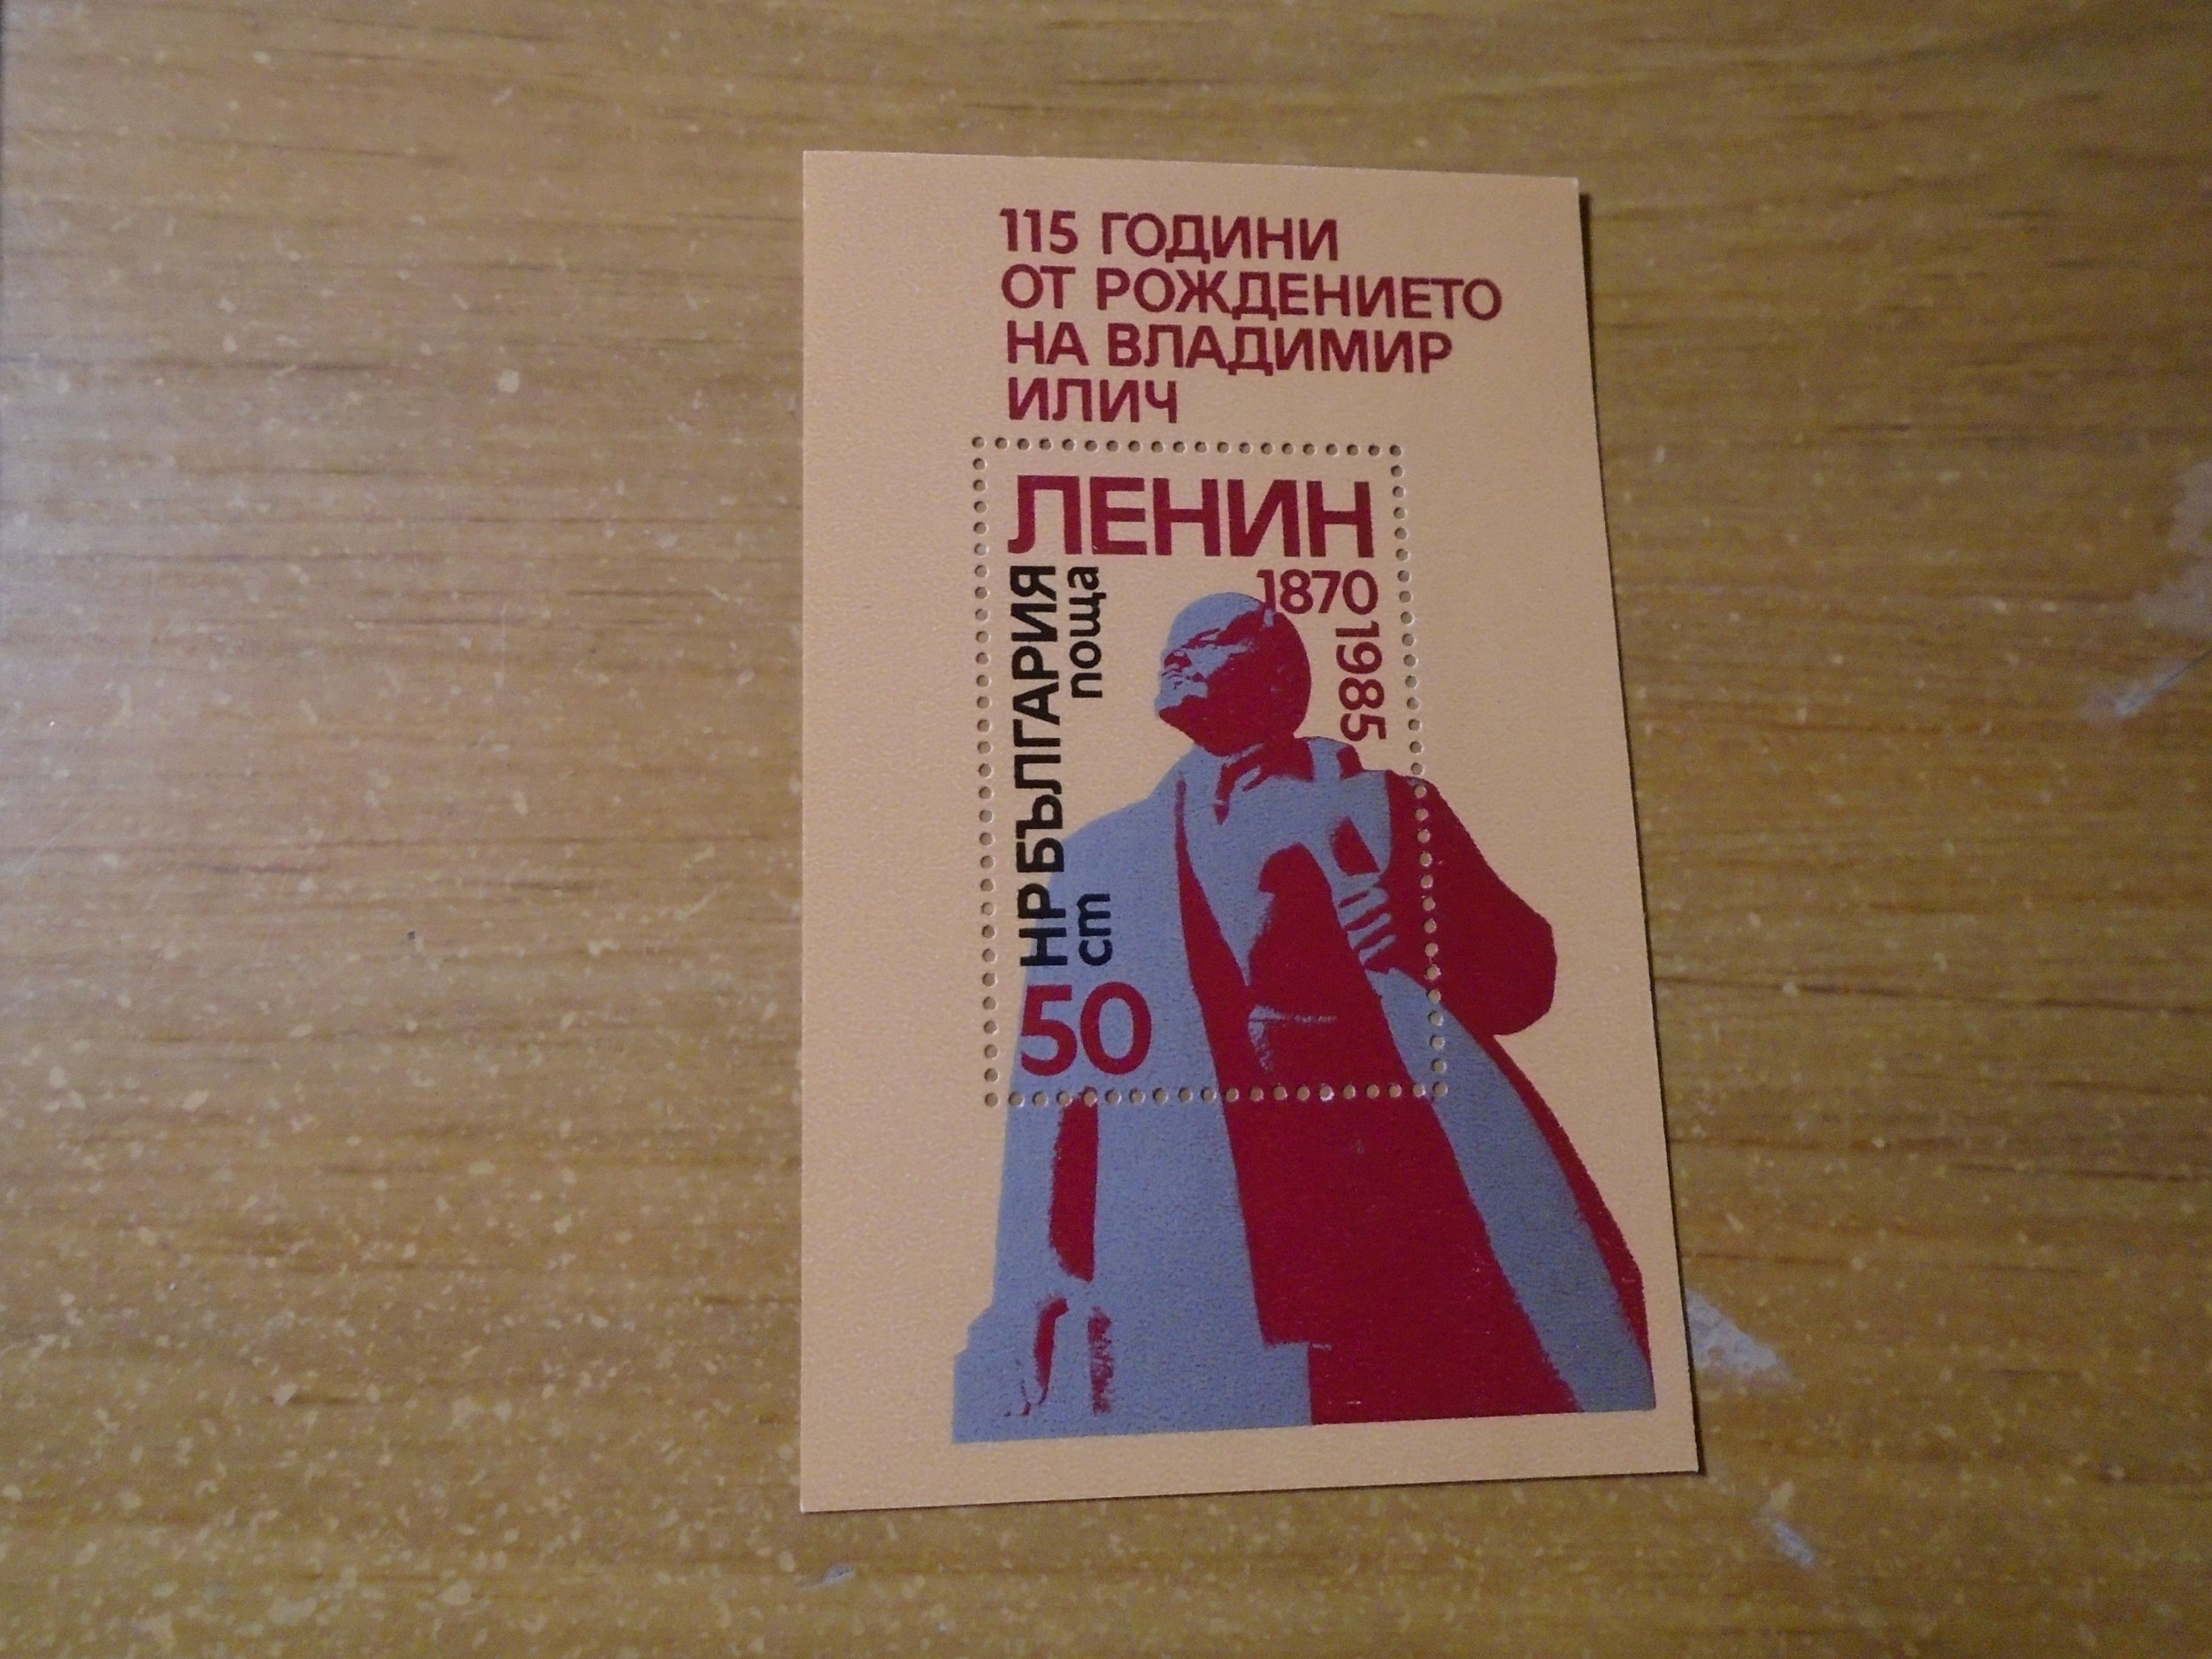 115 ГОДИНИ
ОТ РОЖДЕНИЕТО
НА ВЛАДИМИР
ИЛИЧ
ЛЕНИН
1870
1985
НРБЪЛГАРИЯ
поща
ст
50